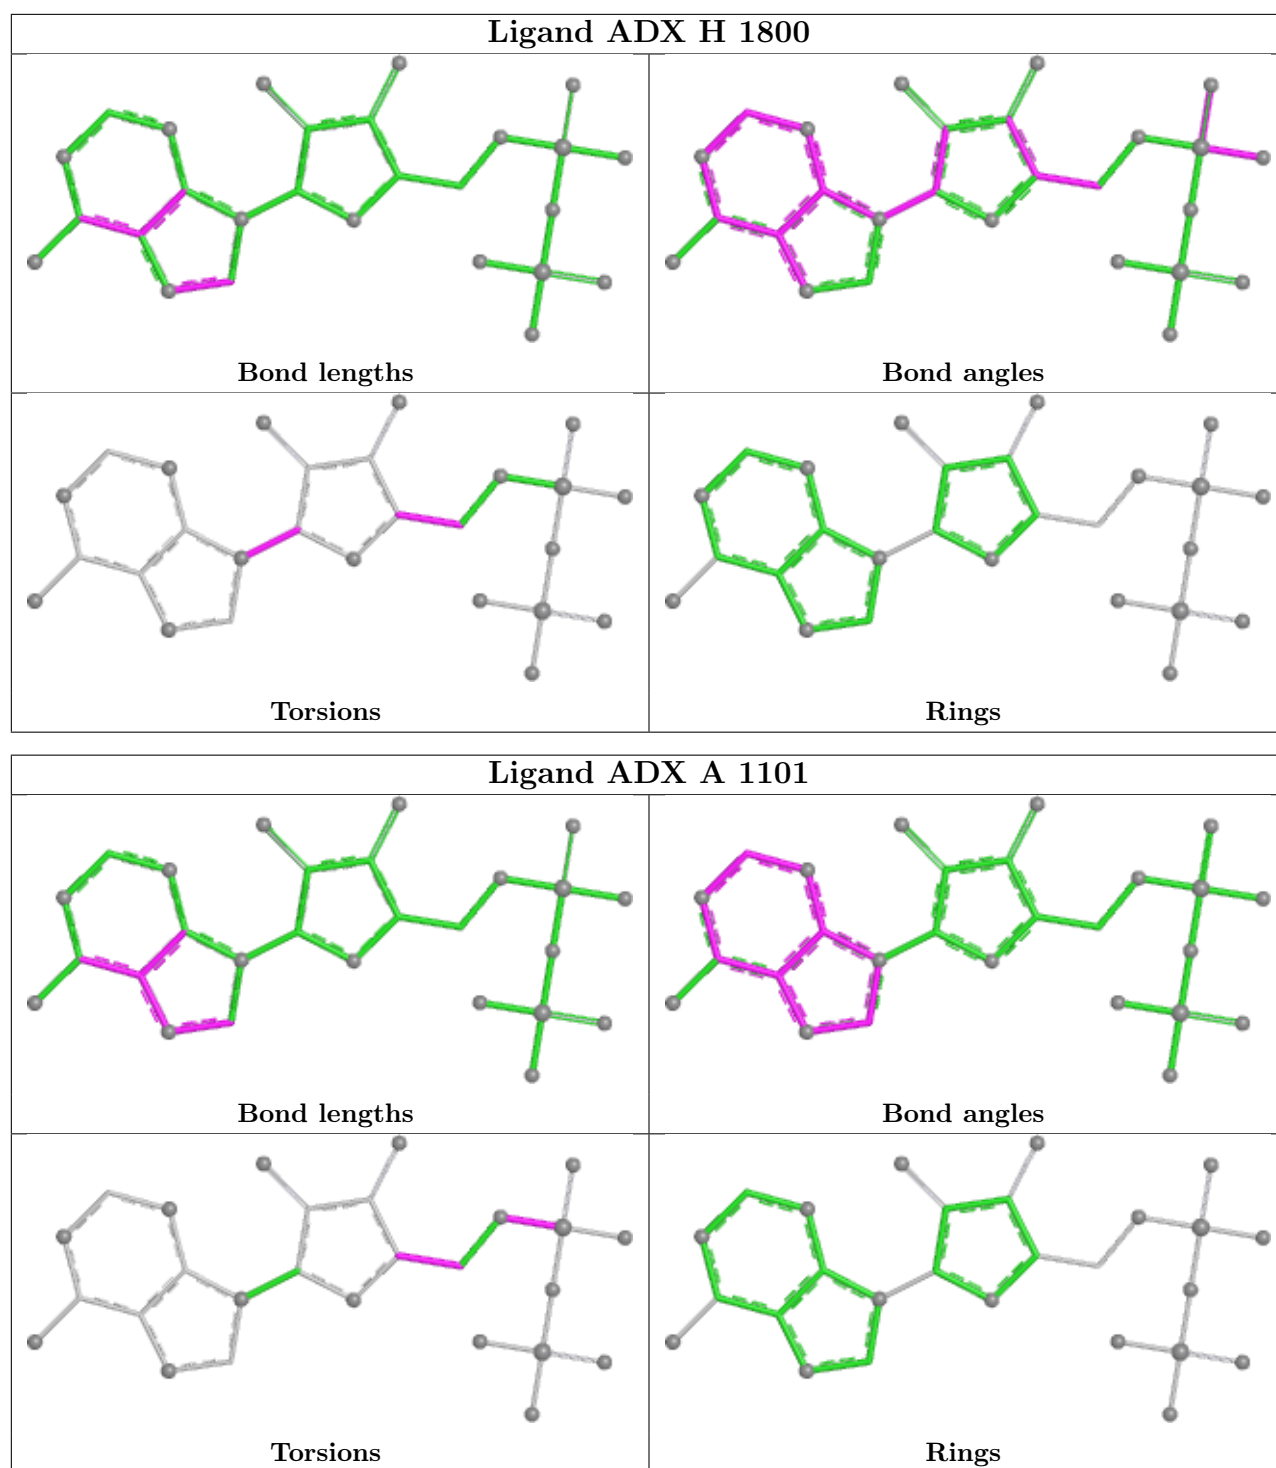 Ligand ADX H 1800
Bond lengths
Bond angles
Torsions
Rings
Ligand ADX A 1101
Bond lengths
Bond angles
Torsions
Rings